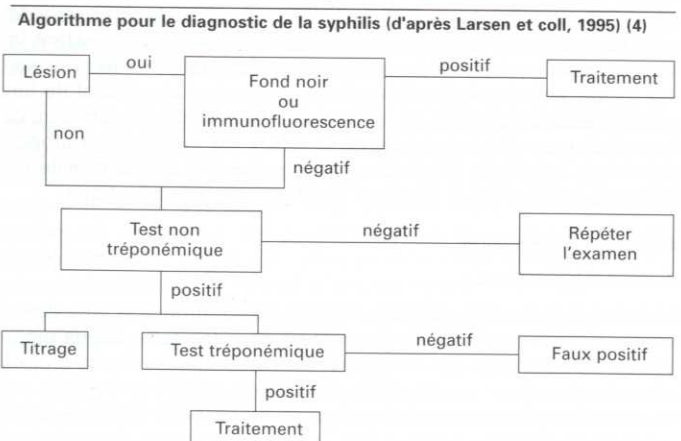 Algorithme pour le diagnostic de la syphilis (d'après Larsen et coll, 1995) (4)
Lésion
oui
Fond noir
ou
immunofluorescence
positif
Traitement
non
négatif
Test non
tréponémique
négatif
Répéter
l'examen
positif
Titrage
Test tréponémique
négatif
Faux positif
positif
Traitement